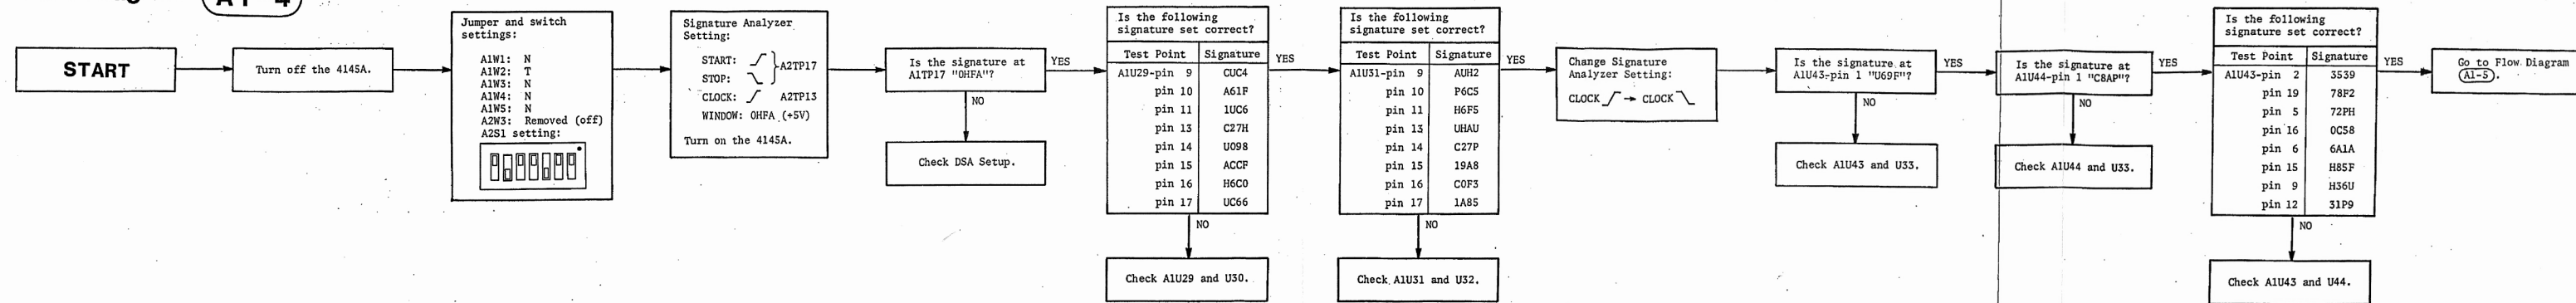 A1-4
START
Turn off the 4145A.
Jumper and switch
settings:
A1W1: N
A1W2: T
A1W3: N
A1W4: N
A1W5: N
A2W3: Removed (off)
A2S1 setting:
Signature Analyzer
Setting:
START:
STOP:
A2TP17
CLOCK: A2TP13
WINDOW: 0HFA (+5V)
Turn on the 4145A.
Is the signature at
A1TP17 "0HFA"?
YES
NO
Check DSA Setup.
Is the following
signature set correct?
Test Point Signature
A1U29-pin 9 CUC4
pin 10 A61F
pin 11 1UC6
pin 13 C27H
pin 14 U098
pin 15 ACCF
pin 16 H6C0
pin 17 UC66
YES
NO
Check A1U29 and U30.
Is the following
signature set correct?
Test Point Signature
A1U31-pin 9 AUH2
pin 10 P6C5
pin 11 H6F5
pin 13 UHAU
pin 14 C27P
pin 15 19A8
pin 16 C0F3
pin 17 1A85
YES
NO
Check A1U31 and U32.
Change Signature
Analyzer Setting:
CLOCK → CLOCK
Is the signature at
A1U43-pin 1 "U69F"?
YES
NO
Check A1U43 and U33.
Is the signature at
A1U44-pin 1 "C8AP"?
YES
NO
Check A1U44 and U33.
Is the following
signature set correct?
Test Point Signature
A1U43-pin 2 3539
pin 19 78F2
pin 5 72PH
pin 16 0C58
pin 6 6A1A
pin 15 H85F
pin 9 H36U
pin 12 31P9
YES
NO
Check A1U43 and U44.
Go to Flow Diagram
A1-5.